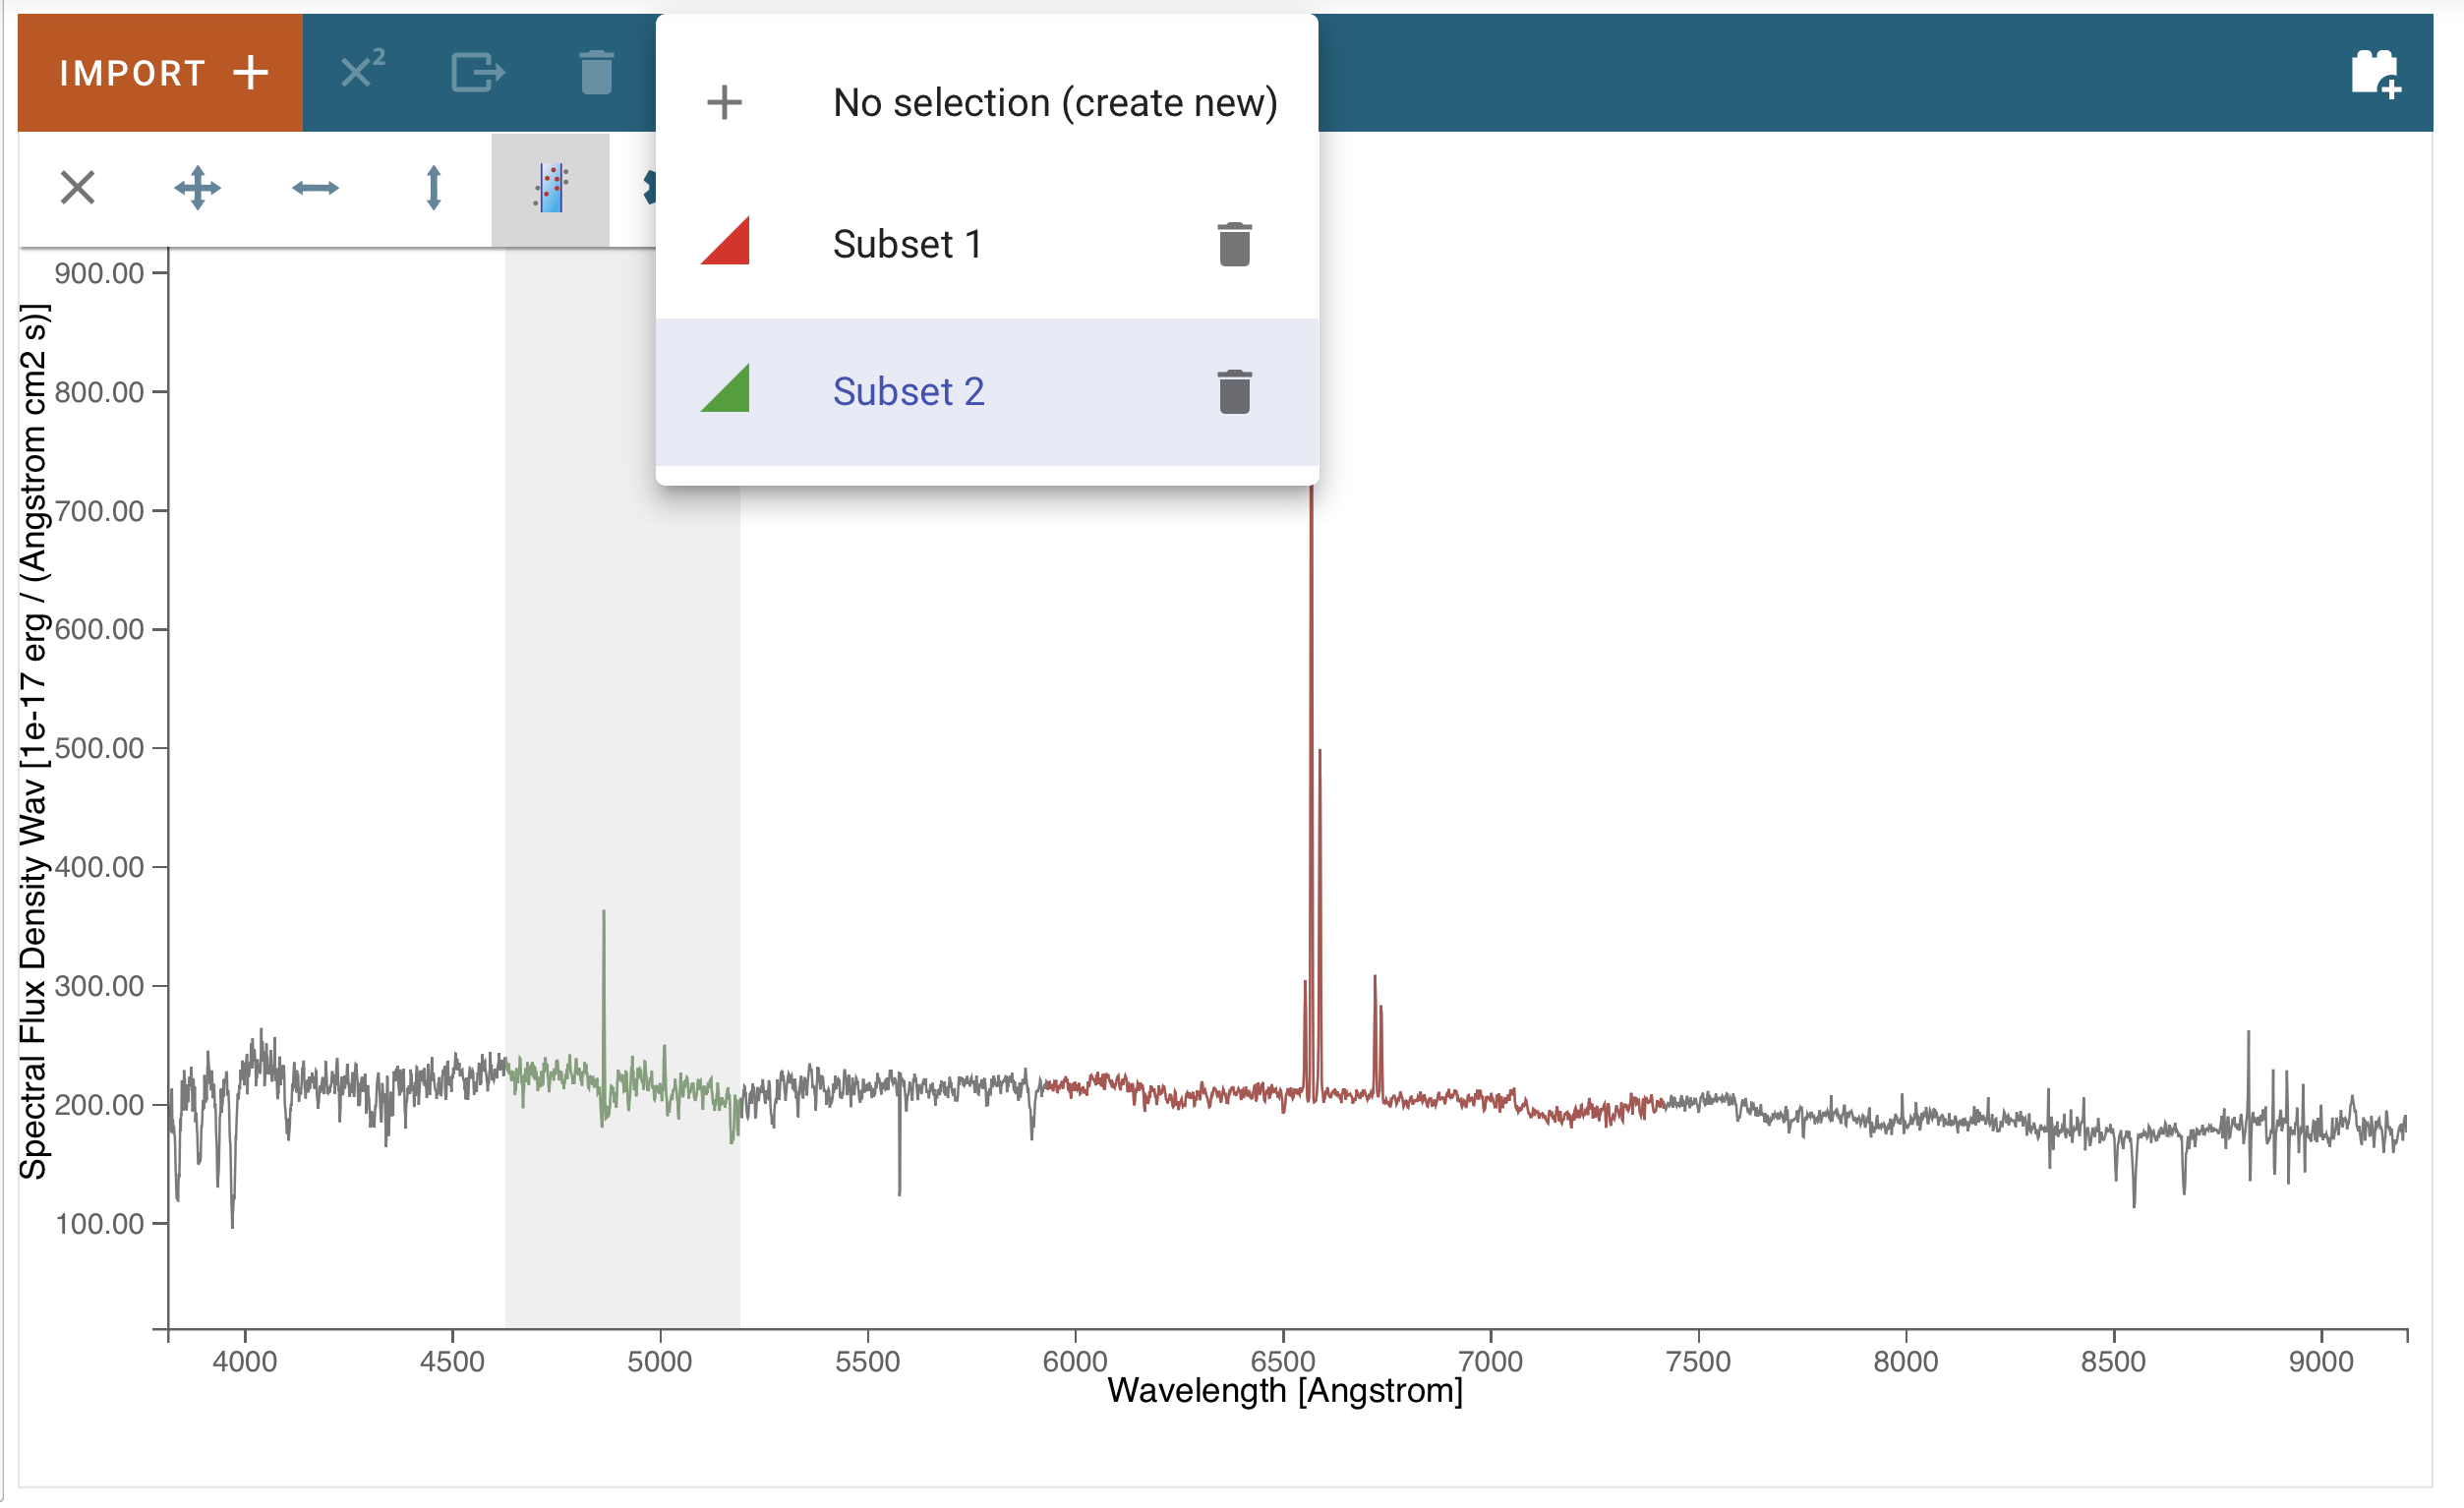 IMPORT +
X²
No selection (create new)
Subset 1
Subset 2
Spectral Flux Density Wav [1e-17 erg / (Angstrom cm2 s)]
900.00
800.00
700.00
600.00
500.00
400.00
300.00
200.00
100.00
4000 4500 5000 5500 6000 6500 7000 7500 8000 8500 9000
Wavelength [Angstrom]